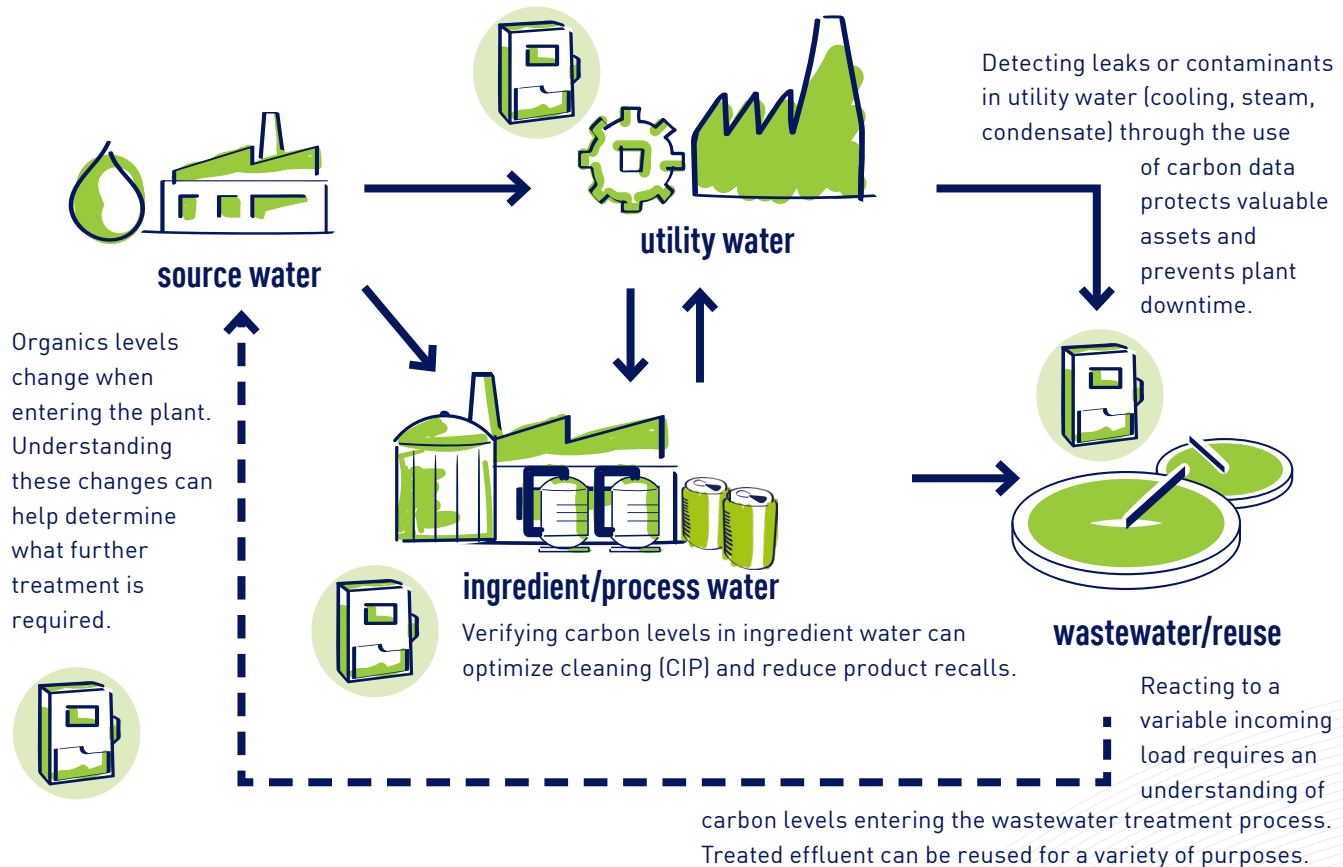 Detecting leaks or contaminants
in utility water (cooling, steam,
condensate) through the use
of carbon data
protects valuable
assets and
prevents plant
downtime.
utility water
source water
Organics levels
change when
entering the plant.
Understanding
these changes can
help determine
what further
treatment is
required.
ingredient/process water
Verifying carbon levels in ingredient water can
optimize cleaning (CIP) and reduce product recalls.
wastewater/reuse
Reacting to a
variable incoming
load requires an
understanding of
carbon levels entering the wastewater treatment process.
Treated effluent can be reused for a variety of purposes.